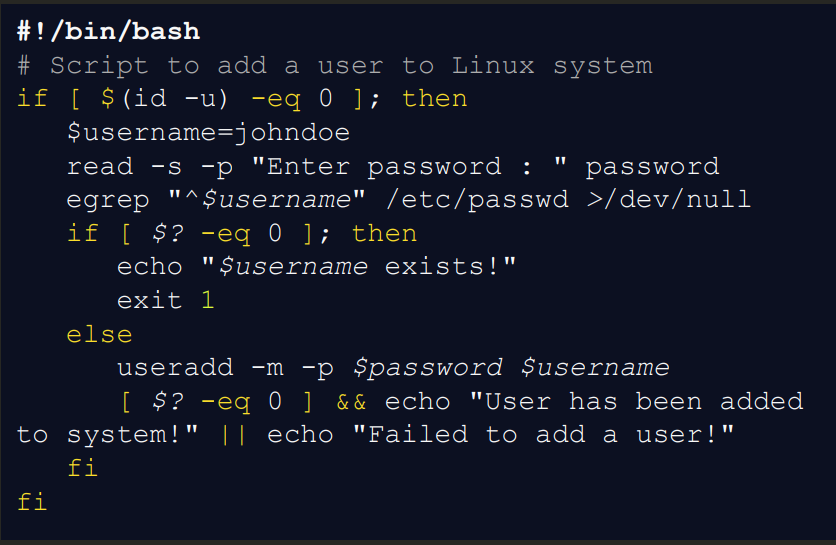 #!/bin/bash
# Script to add a user to Linux system
if [ $(id -u) -eq 0 ]; then
   $username=johndoe
   read -s -p "Enter password : " password
   egrep "^$username" /etc/passwd >/dev/null
   if [ $? -eq 0 ]; then
      echo "$username exists!"
      exit 1
   else
      useradd -m -p $password $username
      [ $? -eq 0 ] && echo "User has been added
to system!" || echo "Failed to add a user!"
   fi
fi